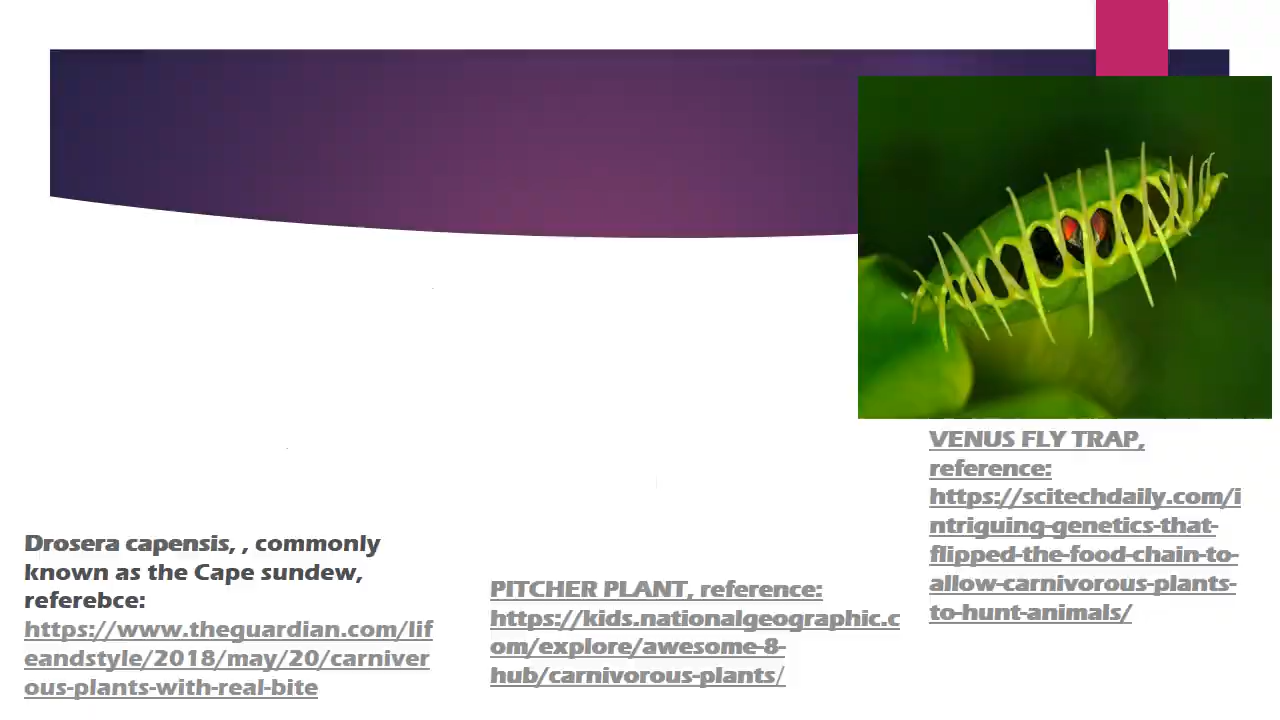 Drosera capensis, , commonly
known as the Cape sundew,
referebce:
https://www.theguardian.com/lif
eandstyle/2018/may/20/carniver
ous-plants-with-real-bite
PITCHER PLANT, reference:
https://kids.nationalgeographic.c
om/explore/awesome-8-
hub/carnivorous-plants/
VENUS FLY TRAP,
reference:
https://scitechdaily.com/i
ntriguing-genetics-that-
flipped-the-food-chain-to-
allow-carnivorous-plants-
to-hunt-animals/